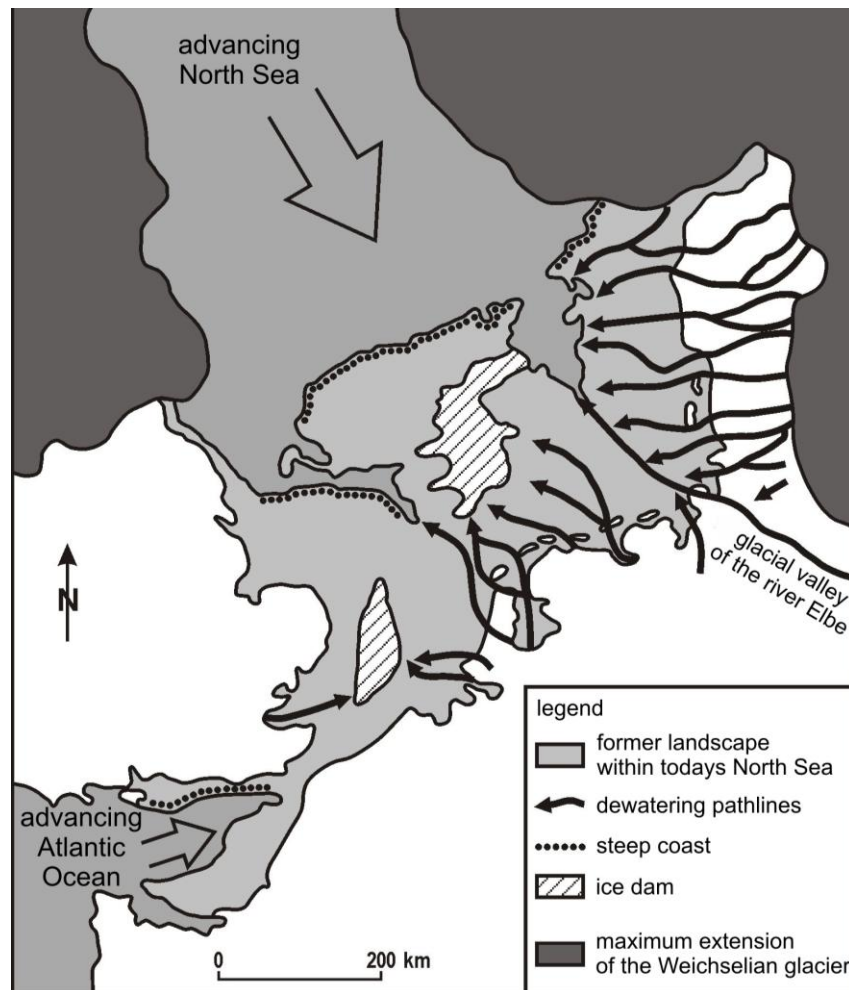 advancing
North Sea
N
glacial valley
of the river Elbe
advancing
Atlantic
Ocean
0 200 km
legend
former landscape
within todays North Sea
dewatering pathlines
steep coast
ice dam
maximum extension
of the Weichselian glacier